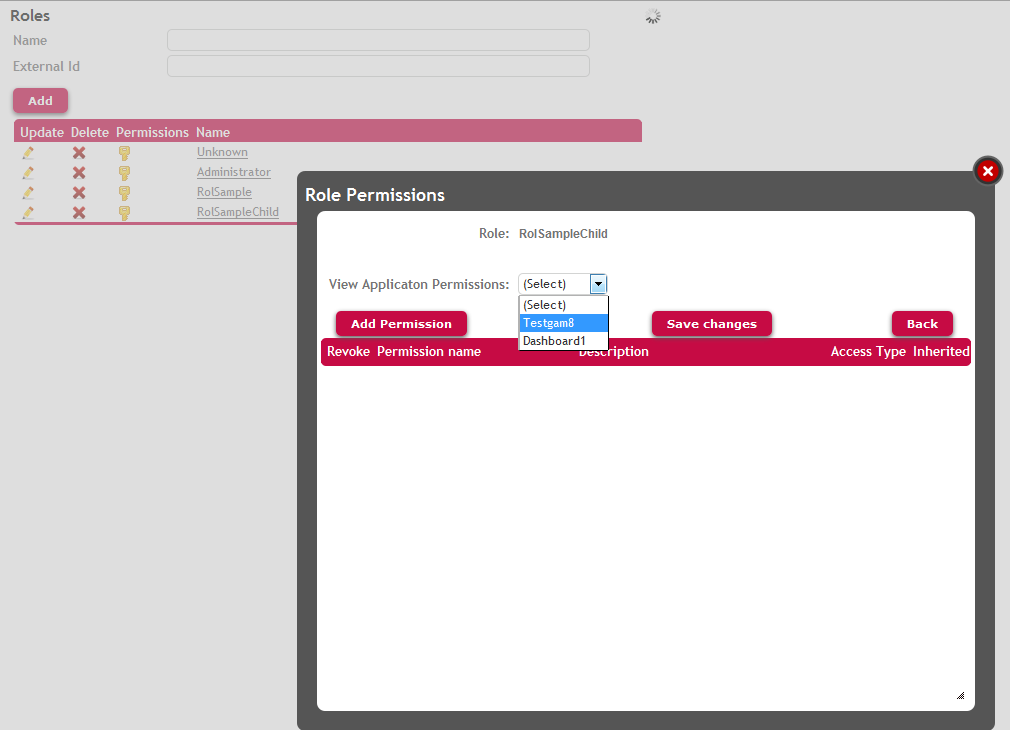 Roles
Name
External Id
Add
Update Delete Permissions Name
Unknown
Administrator
RolSample
RolSampleChild
Role Permissions
Role: RolSampleChild
View Applicaton Permissions: (Select)
(Select)
Testgam8
Dashboard1
Add Permission Save changes Back
Revoke Permission name Description Access Type Inherited